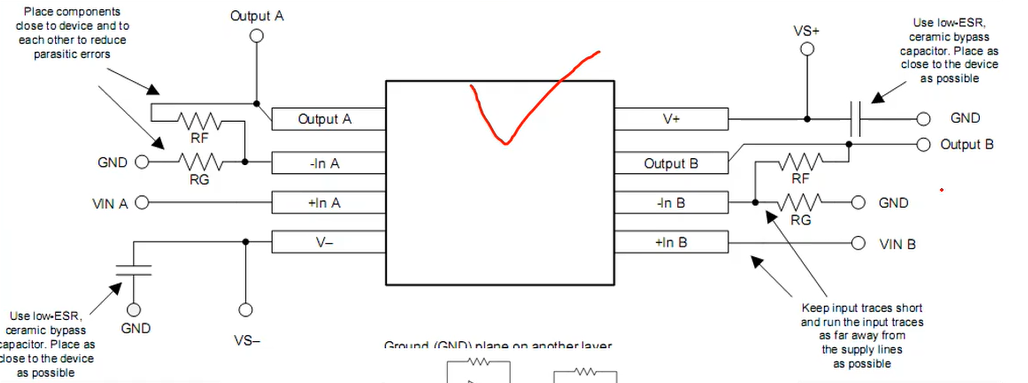 Place components
close to device and to
each other to reduce
parasitic errors
Output A
VS+
Use low-ESR,
ceramic bypass
capacitor. Place as
close to the device
as possible
RF
Output A
V+
GND
GND
RG
-In A
Output B
RF
Output B
VIN A
+In A
-In B
RG
GND
V–
+In B
VIN B
Use low-ESR,
ceramic bypass
capacitor. Place as
close to the device
as possible
GND
VS–
Keep input traces short
and run the input traces
as far away from
the supply lines
as possible
Ground (GND) plane on another layer